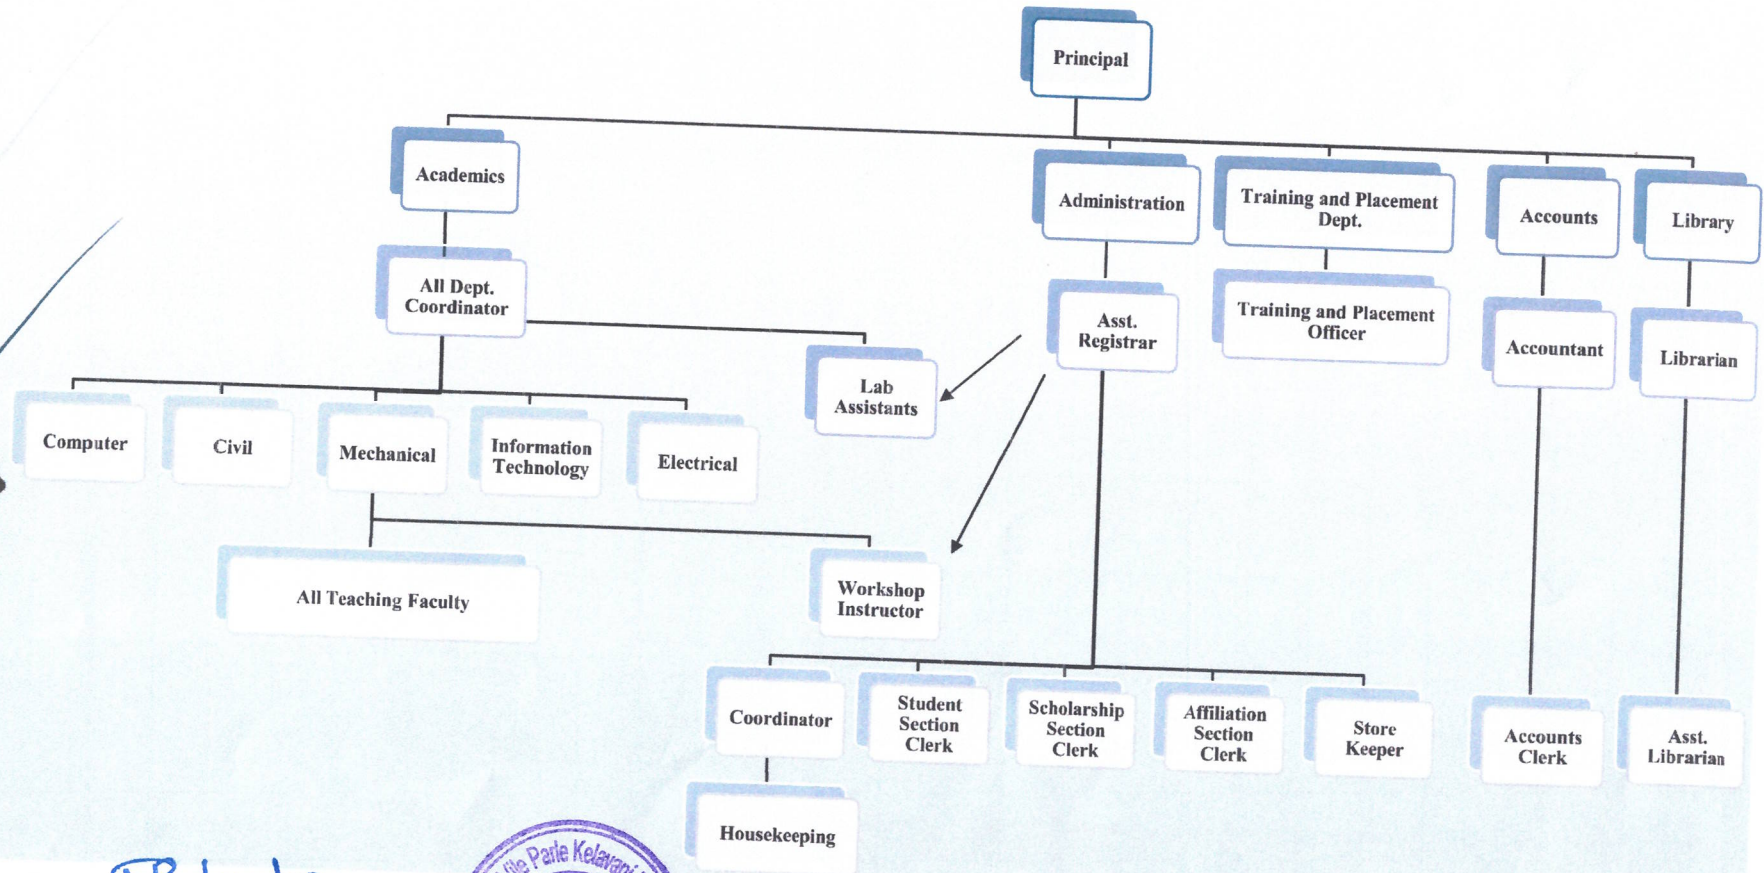 Principal
Academics
Administration
Training and Placement
Dept.
Accounts
Library
All Dept.
Coordinator
Asst.
Registrar
Training and Placement
Officer
Accountant
Librarian
Lab
Assistants
Computer
Civil
Mechanical
Information
Technology
Electrical
All Teaching Faculty
Workshop
Instructor
Coordinator
Student
Section
Clerk
Scholarship
Section
Clerk
Affiliation
Section
Clerk
Store
Keeper
Accounts
Clerk
Asst.
Librarian
Housekeeping
Parle Kelavani